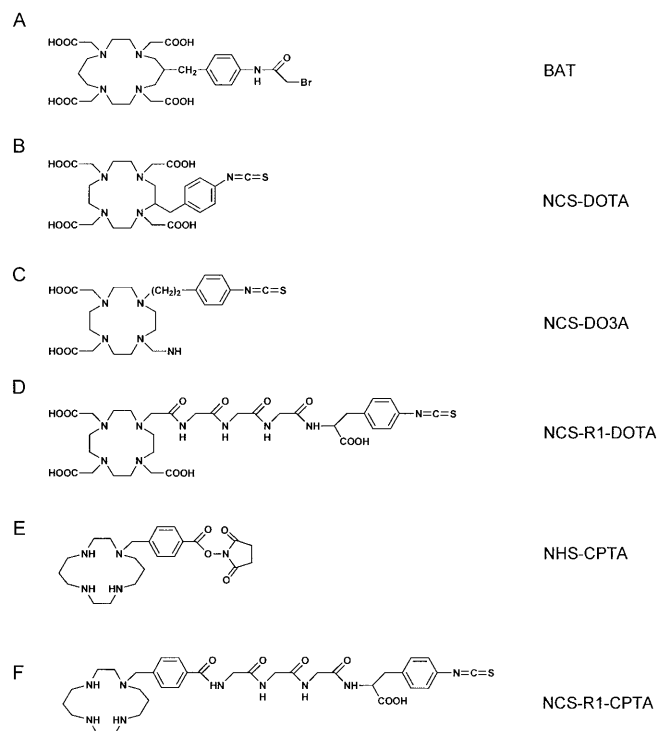 A
HOOC COOH
N N
CH₂ N H O Br
N N
HOOC COOH
BAT
B
HOOC COOH
N N N=C=S
N N
HOOC COOH
NCS-DOTA
C
HOOC (CH₂)₂ N=C=S
N N
N N
HOOC NH
NCS-DO3A
D
HOOC O O O O
N N N H N H N H N H N=C=S
COOH
N N
HOOC COOH
NCS-R1-DOTA
E
NH N O O
O-N
NH HN O
NHS-CPTA
F
NH N O O O O
NH N H N H NH N=C=S
COOH
NH HN
NCS-R1-CPTA